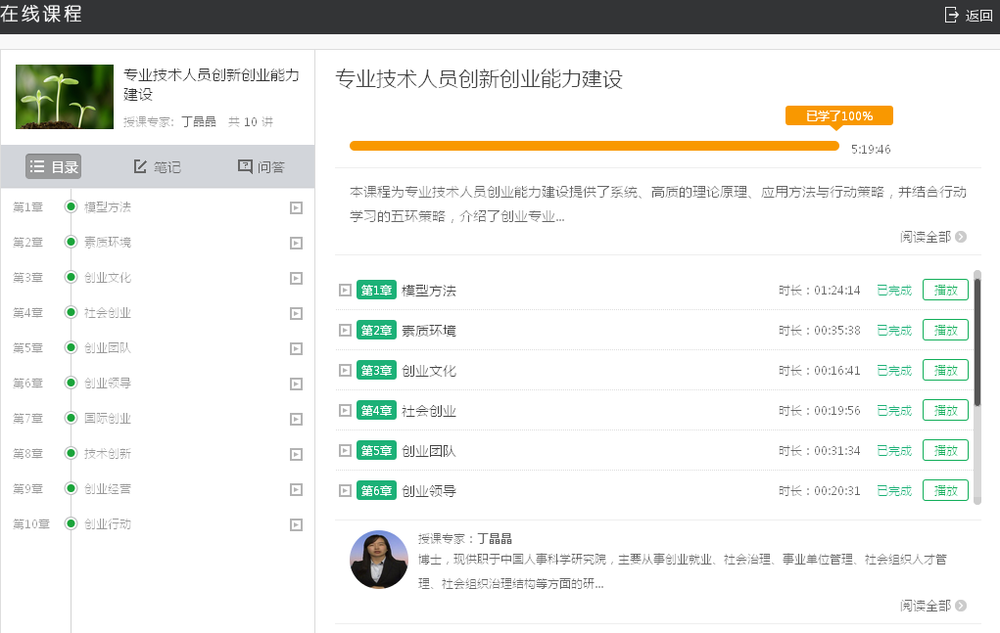 在线课程
返回
专业技术人员创新创业能力
建设
授课专家：丁晶晶 共 10 讲
目录 笔记 问答
第1章 模型方法
第2章 素质环境
第3章 创业文化
第4章 社会创业
第5章 创业团队
第6章 创业领导
第7章 国际创业
第8章 技术创新
第9章 创业经营
第10章 创业行动
专业技术人员创新创业能力建设
已学了100%
5:19:46
本课程为专业技术人员创业能力建设提供了系统、高质的理论原理、应用方法与行动策略，并结合行动
学习的五环策略，介绍了创业专业...
阅读全部
第1章 模型方法 时长：01:24:14 已完成 播放
第2章 素质环境 时长：00:35:38 已完成 播放
第3章 创业文化 时长：00:16:41 已完成 播放
第4章 社会创业 时长：00:19:56 已完成 播放
第5章 创业团队 时长：00:31:34 已完成 播放
第6章 创业领导 时长：00:20:31 已完成 播放
授课专家：丁晶晶
博士，现供职于中国人事科学研究院，主要从事创业就业、社会治理、事业单位管理、社会组织人才管
理、社会组织治理结构等方面的研...
阅读全部